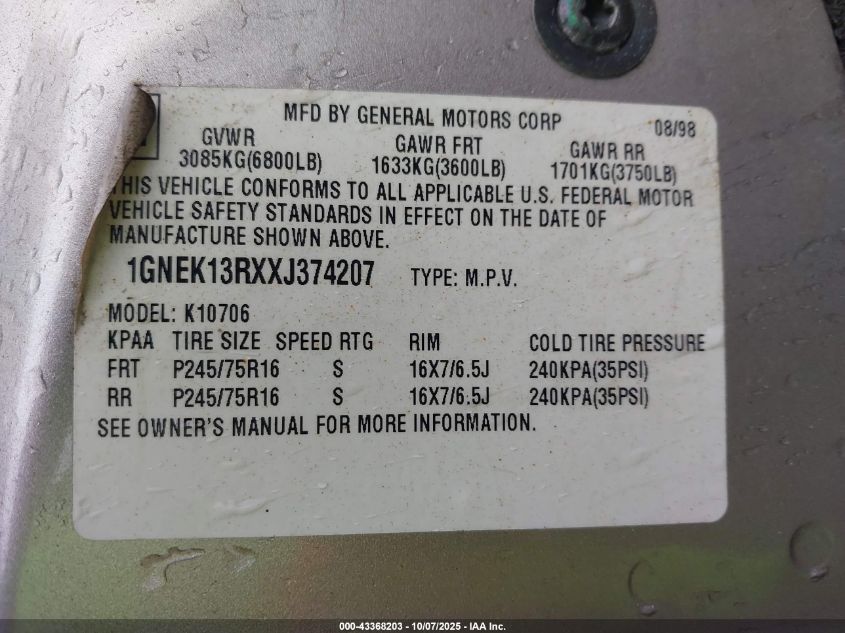 MFD BY GENERAL MOTORS CORP 08/98
GVWR GAWR FRT GAWR RR
3085KG(6800LB) 1633KG(3600LB) 1701KG(3750LB)
THIS VEHICLE CONFORMS TO ALL APPLICABLE U.S. FEDERAL MOTOR
VEHICLE SAFETY STANDARDS IN EFFECT ON THE DATE OF
MANUFACTURE SHOWN ABOVE.
1GNEK13RXXJ374207 TYPE: M.P.V.
MODEL: K10706
KPAA TIRE SIZE SPEED RTG RIM COLD TIRE PRESSURE
FRT P245/75R16 S 16X7/6.5J 240KPA(35PSI)
RR P245/75R16 S 16X7/6.5J 240KPA(35PSI)
SEE OWNER'S MANUAL FOR MORE INFORMATION.
000-43368203 - 10/07/2025 - IAA Inc.